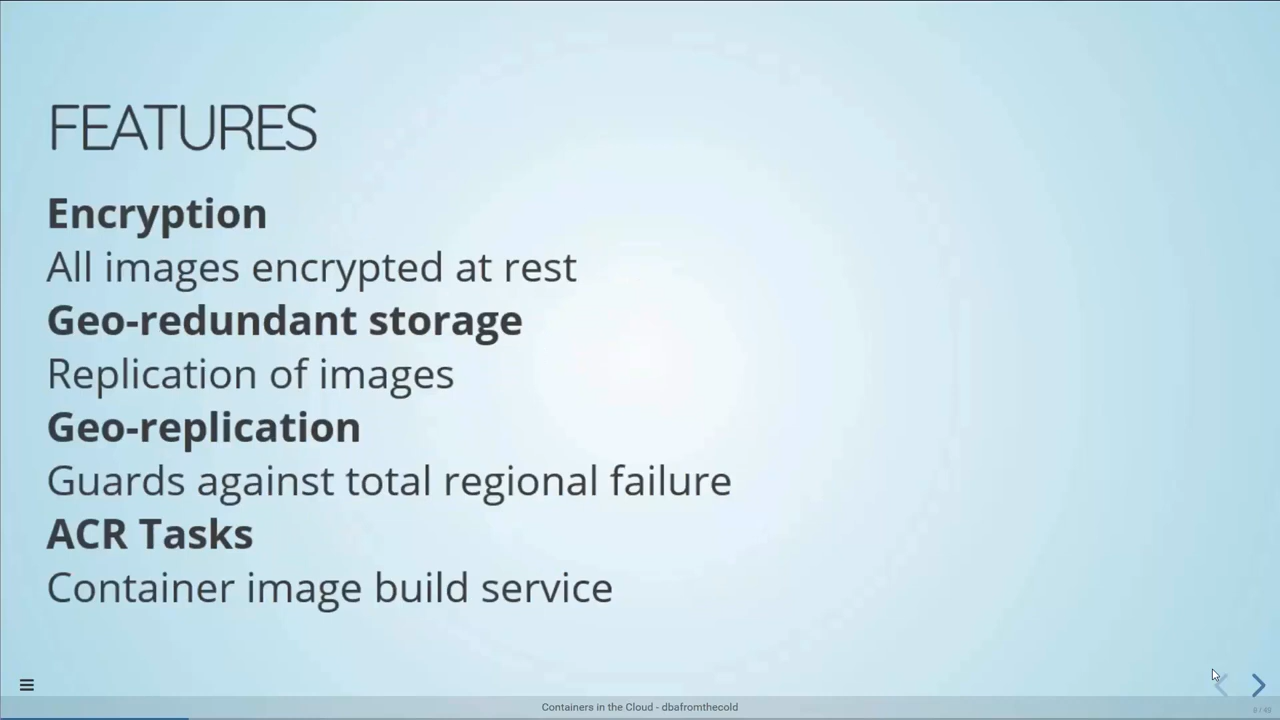 FEATURES
Encryption
All images encrypted at rest
Geo-redundant storage
Replication of images
Geo-replication
Guards against total regional failure
ACR Tasks
Container image build service
Containers in the Cloud - dbafromthecold